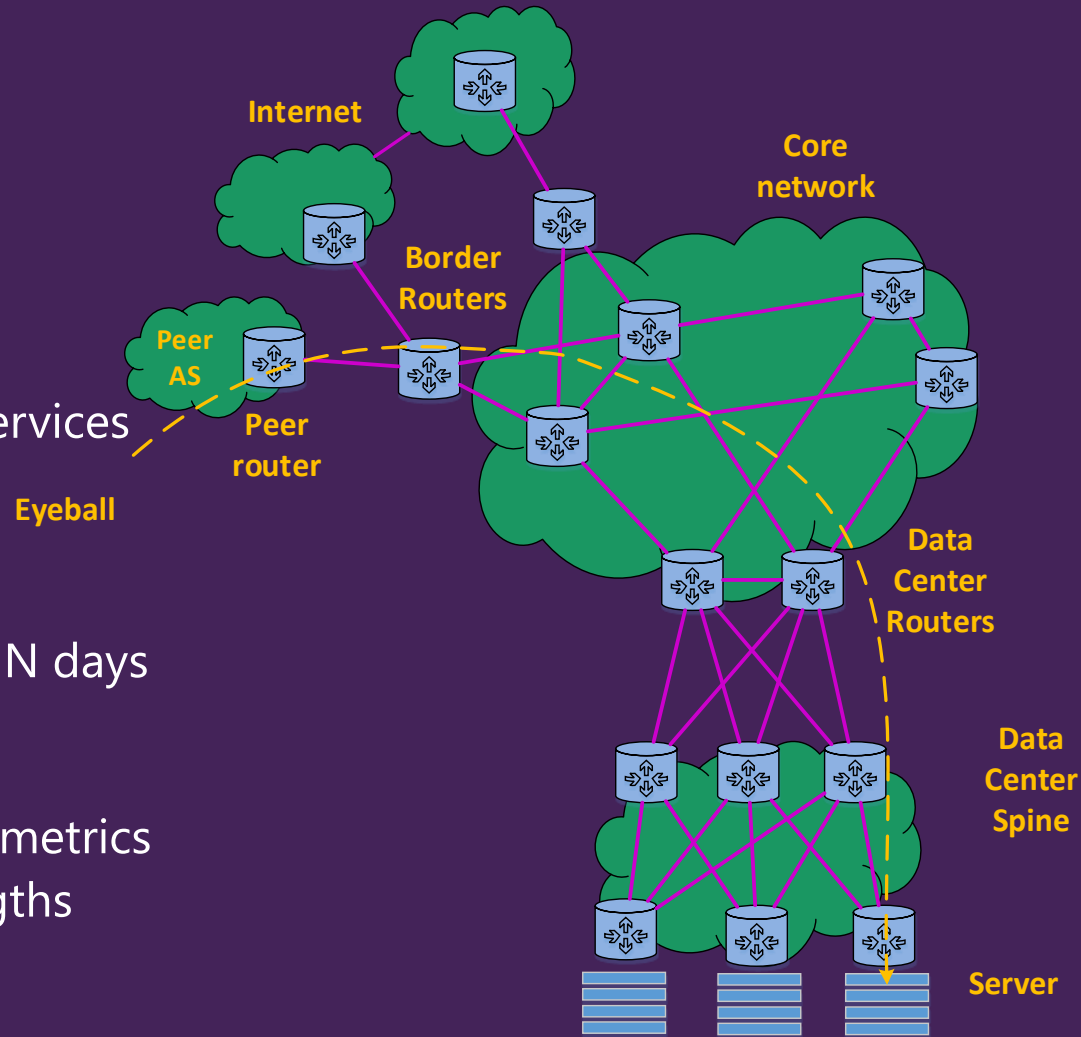 Internet
Core
network
Border
Routers
Peer
AS
ervices
Peer
router
Eyeball
Data
Center
Routers
N days
Data
Center
Spine
metrics
gths
Server